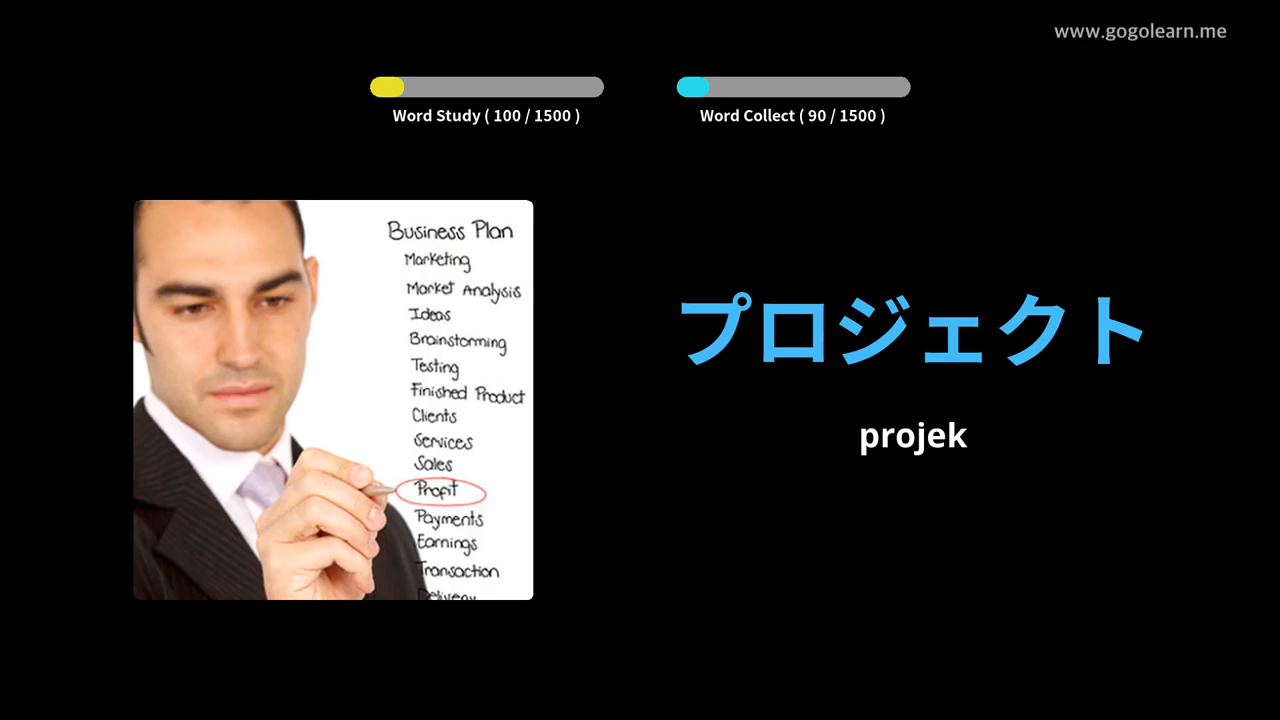 www.gogolearn.me
Word Study ( 100 / 1500 )
Word Collect ( 90 / 1500 )
Business Plan
Marketing
Market Analysis
Ideas
Brainstorming
Testing
Finished Product
Clients
Services
Sales
Profit
Payments
Earnings
Transaction
Delivery
プロジェクト
projek